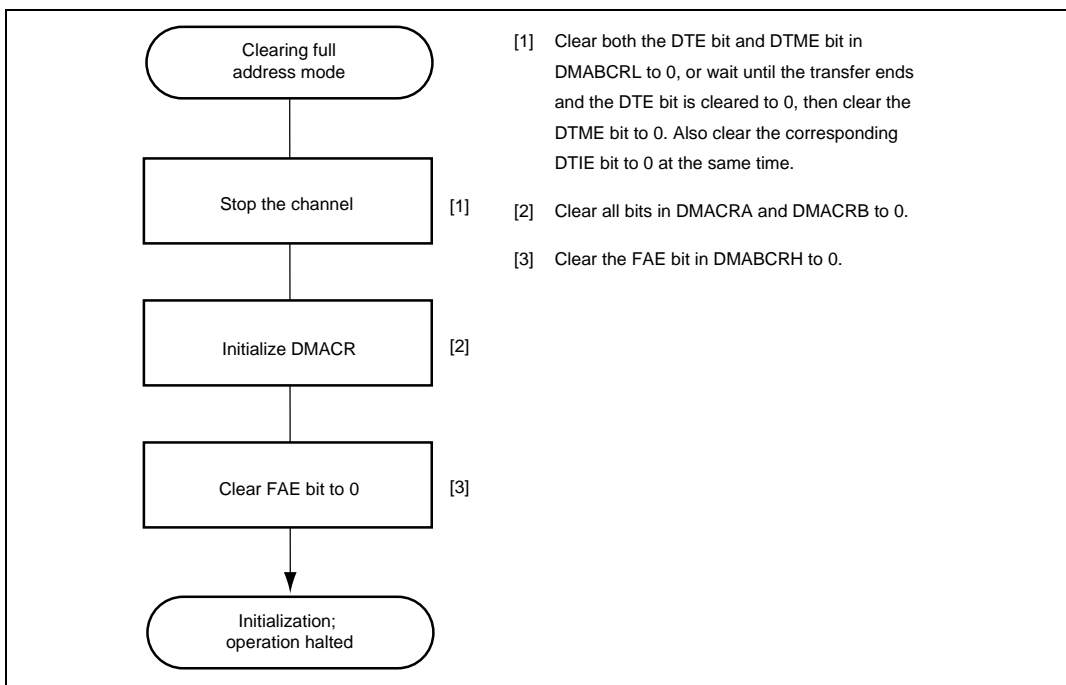 Clearing full
address mode
Stop the channel
[1]
Initialize DMACR
[2]
Clear FAE bit to 0
[3]
Initialization;
operation halted
[1] Clear both the DTE bit and DTME bit in
DMABCRL to 0, or wait until the transfer ends
and the DTE bit is cleared to 0, then clear the
DTME bit to 0. Also clear the corresponding
DTIE bit to 0 at the same time.
[2] Clear all bits in DMACRA and DMACRB to 0.
[3] Clear the FAE bit in DMABCRH to 0.